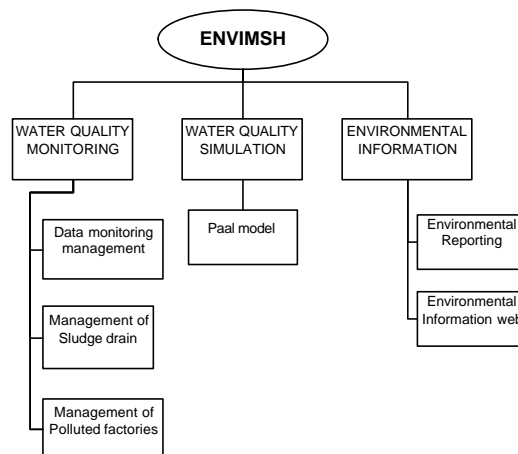 ENVIMSH
WATER QUALITY
MONITORING
WATER QUALITY
SIMULATION
ENVIRONMENTAL
INFORMATION
Data monitoring
management
Management of
Sludge drain
Management of
Polluted factories
Paal model
Environmental
Reporting
Environmental
Information web